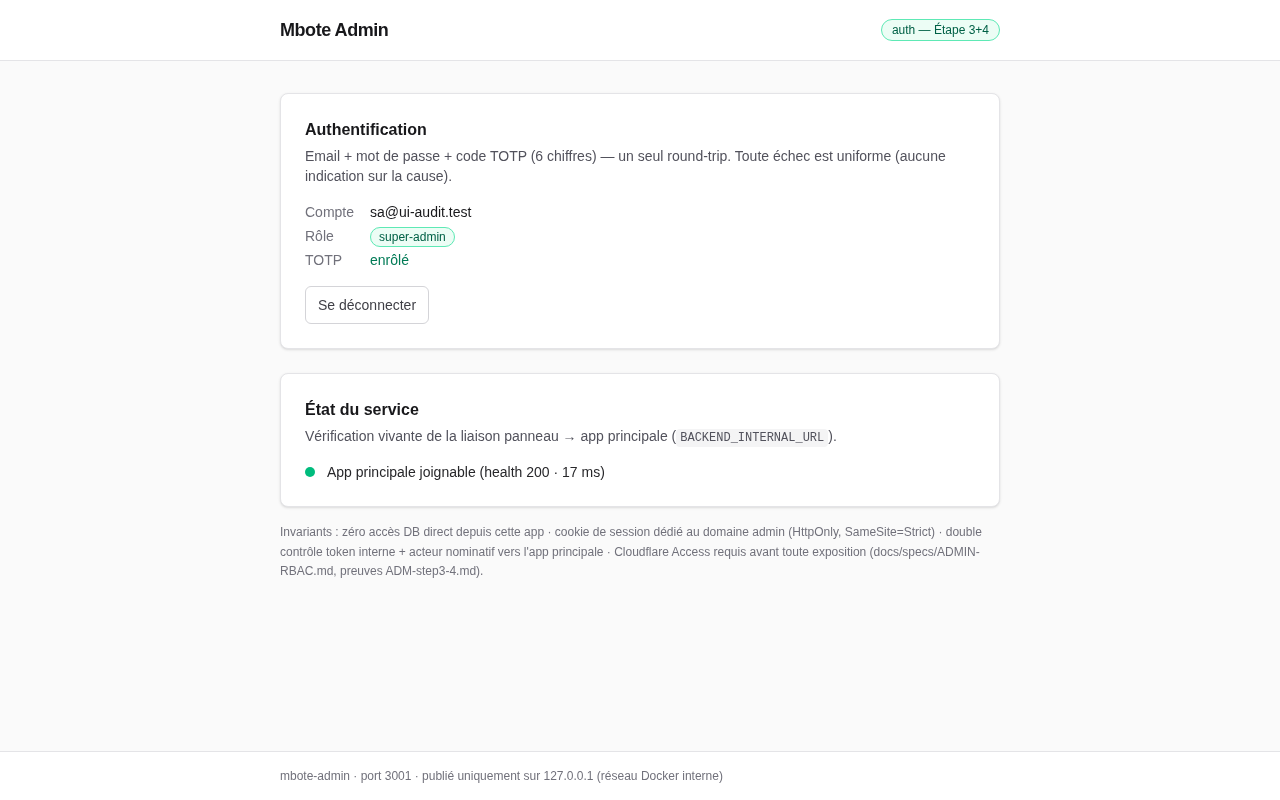 Mbote Admin
auth — Étape 3+4
Authentification
Email + mot de passe + code TOTP (6 chiffres) — un seul round-trip. Toute échec est uniforme (aucune
indication sur la cause).
Compte sa@ui-audit.test
Rôle super-admin
TOTP enrôlé
Se déconnecter
État du service
Vérification vivante de la liaison panneau → app principale ( BACKEND_INTERNAL_URL ).
App principale joignable (health 200 · 17 ms)
Invariants : zéro accès DB direct depuis cette app · cookie de session dédié au domaine admin (HttpOnly, SameSite=Strict) · double
contrôle token interne + acteur nominatif vers l'app principale · Cloudflare Access requis avant toute exposition (docs/specs/ADMIN-
RBAC.md, preuves ADM-step3-4.md).
mbote-admin · port 3001 · publié uniquement sur 127.0.0.1 (réseau Docker interne)